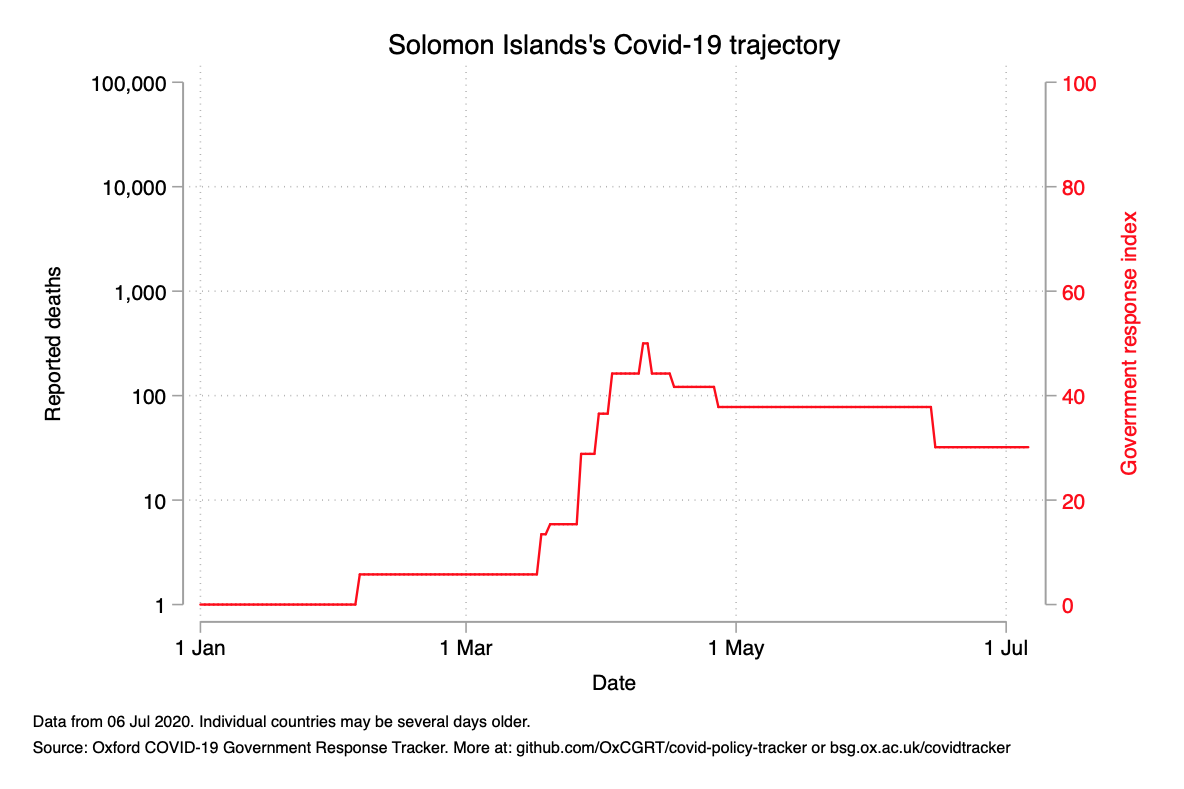 Solomon Islands's Covid-19 trajectory
100,000
10,000
1,000
100
10
1
Reported deaths
100
80
60
40
20
0
Government response index
1 Jan
1 Mar
1 May
1 Jul
Date
Data from 06 Jul 2020. Individual countries may be several days older.
Source: Oxford COVID-19 Government Response Tracker. More at: github.com/OxCGRT/covid-policy-tracker or bsg.ox.ac.uk/covidtracker